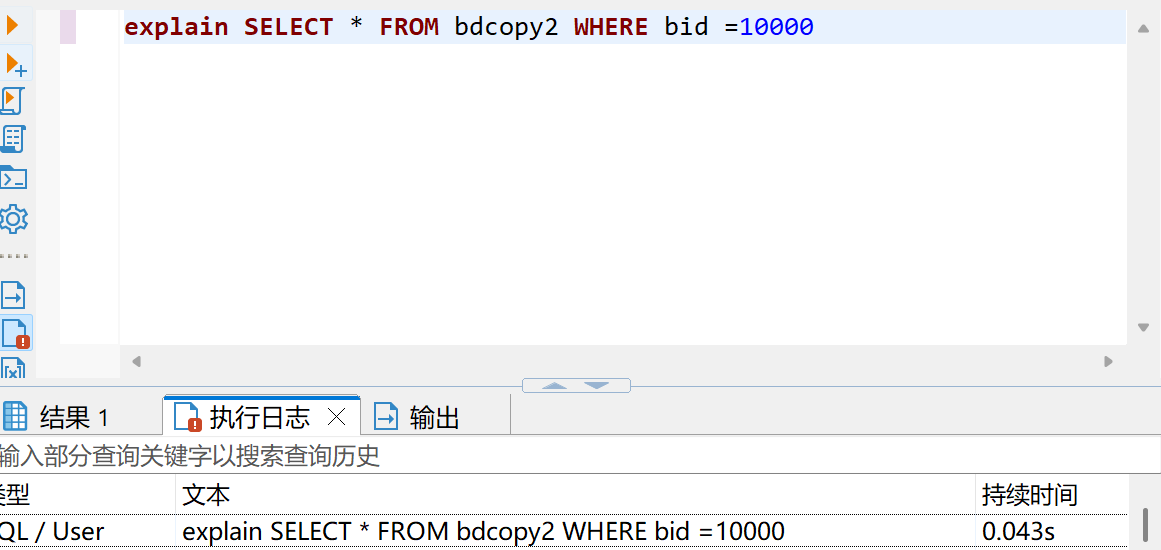 explain SELECT * FROM bdcopy2 WHERE bid =10000
结果 1 执行日志 输出
输入部分查询关键字以搜索查询历史
类型 文本 持续时间
QL / User explain SELECT * FROM bdcopy2 WHERE bid =10000 0.043s